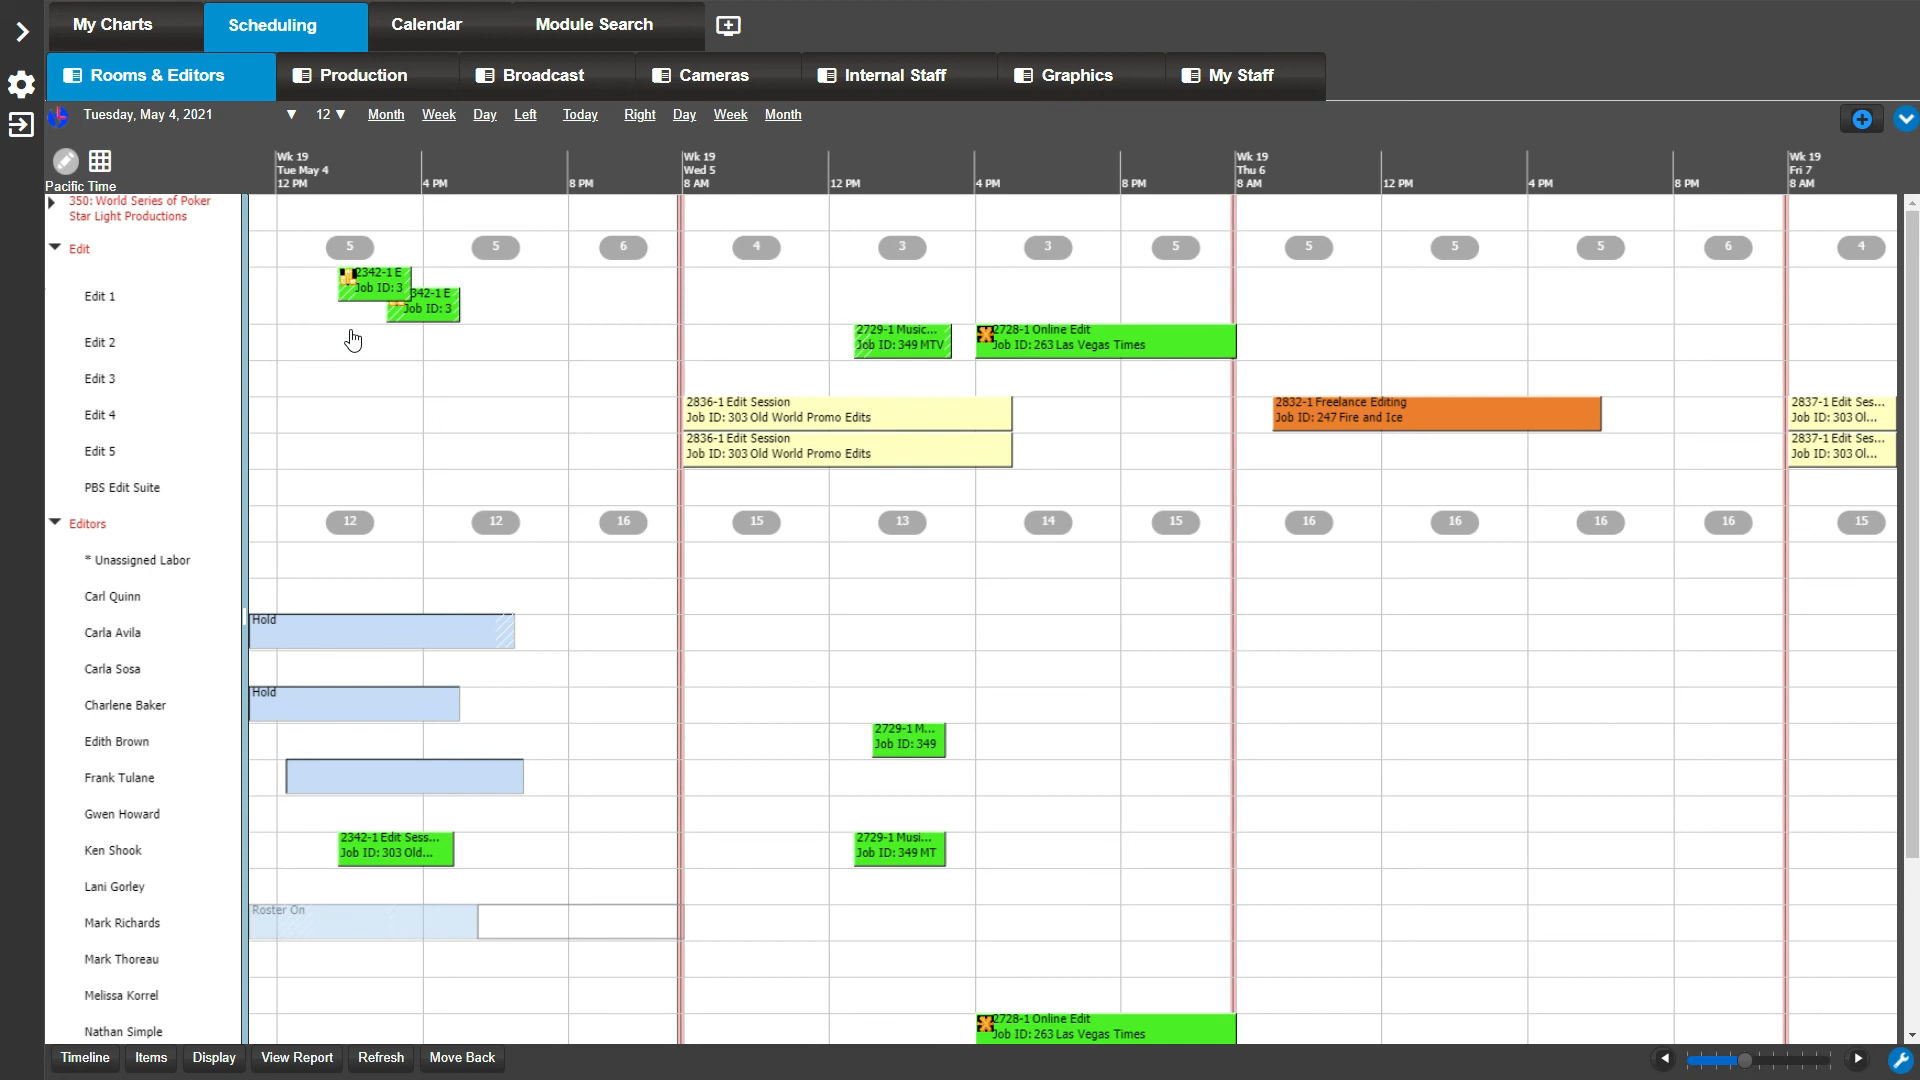 My Charts
Scheduling
Calendar
Module Search
Rooms & Editors
Production
Broadcast
Cameras
Internal Staff
Graphics
My Staff
Tuesday, May 4, 2021
12
Month
Week
Day
Left
Today
Right
Day
Week
Month
Pacific Time
Wk 19
Tue May 4
12 PM
4 PM
8 PM
Wk 19
Wed 5
8 AM
12 PM
4 PM
8 PM
Wk 19
Thu 6
8 AM
12 PM
4 PM
8 PM
Wk 19
Fri 7
8 AM
350: World Series of Poker
Star Light Productions
Edit
5
5
6
4
3
3
5
5
5
5
6
4
Edit 1
2342-1 E
Job ID: 3
342-1 E
Job ID: 3
Edit 2
2729-1 Music...
Job ID: 349 MTV
2728-1 Online Edit
Job ID: 263 Las Vegas Times
Edit 3
Edit 4
2836-1 Edit Session
Job ID: 303 Old World Promo Edits
2832-1 Freelance Editing
Job ID: 247 Fire and Ice
2837-1 Edit Ses...
Job ID: 303 Ol...
Edit 5
2836-1 Edit Session
Job ID: 303 Old World Promo Edits
2837-1 Edit Ses...
Job ID: 303 Ol...
PBS Edit Suite
Editors
12
12
16
15
13
14
15
16
16
16
16
15
* Unassigned Labor
Carl Quinn
Carla Avila
Hold
Carla Sosa
Charlene Baker
Hold
Edith Brown
2729-1 M...
Job ID: 349
Frank Tulane
Gwen Howard
Ken Shook
2342-1 Edit Sess...
Job ID: 303 Old...
2729-1 Musi...
Job ID: 349 MT
Lani Gorley
Mark Richards
Roster On
Mark Thoreau
Melissa Korrel
Nathan Simple
2728-1 Online Edit
Job ID: 263 Las Vegas Times
Timeline
Items
Display
View Report
Refresh
Move Back